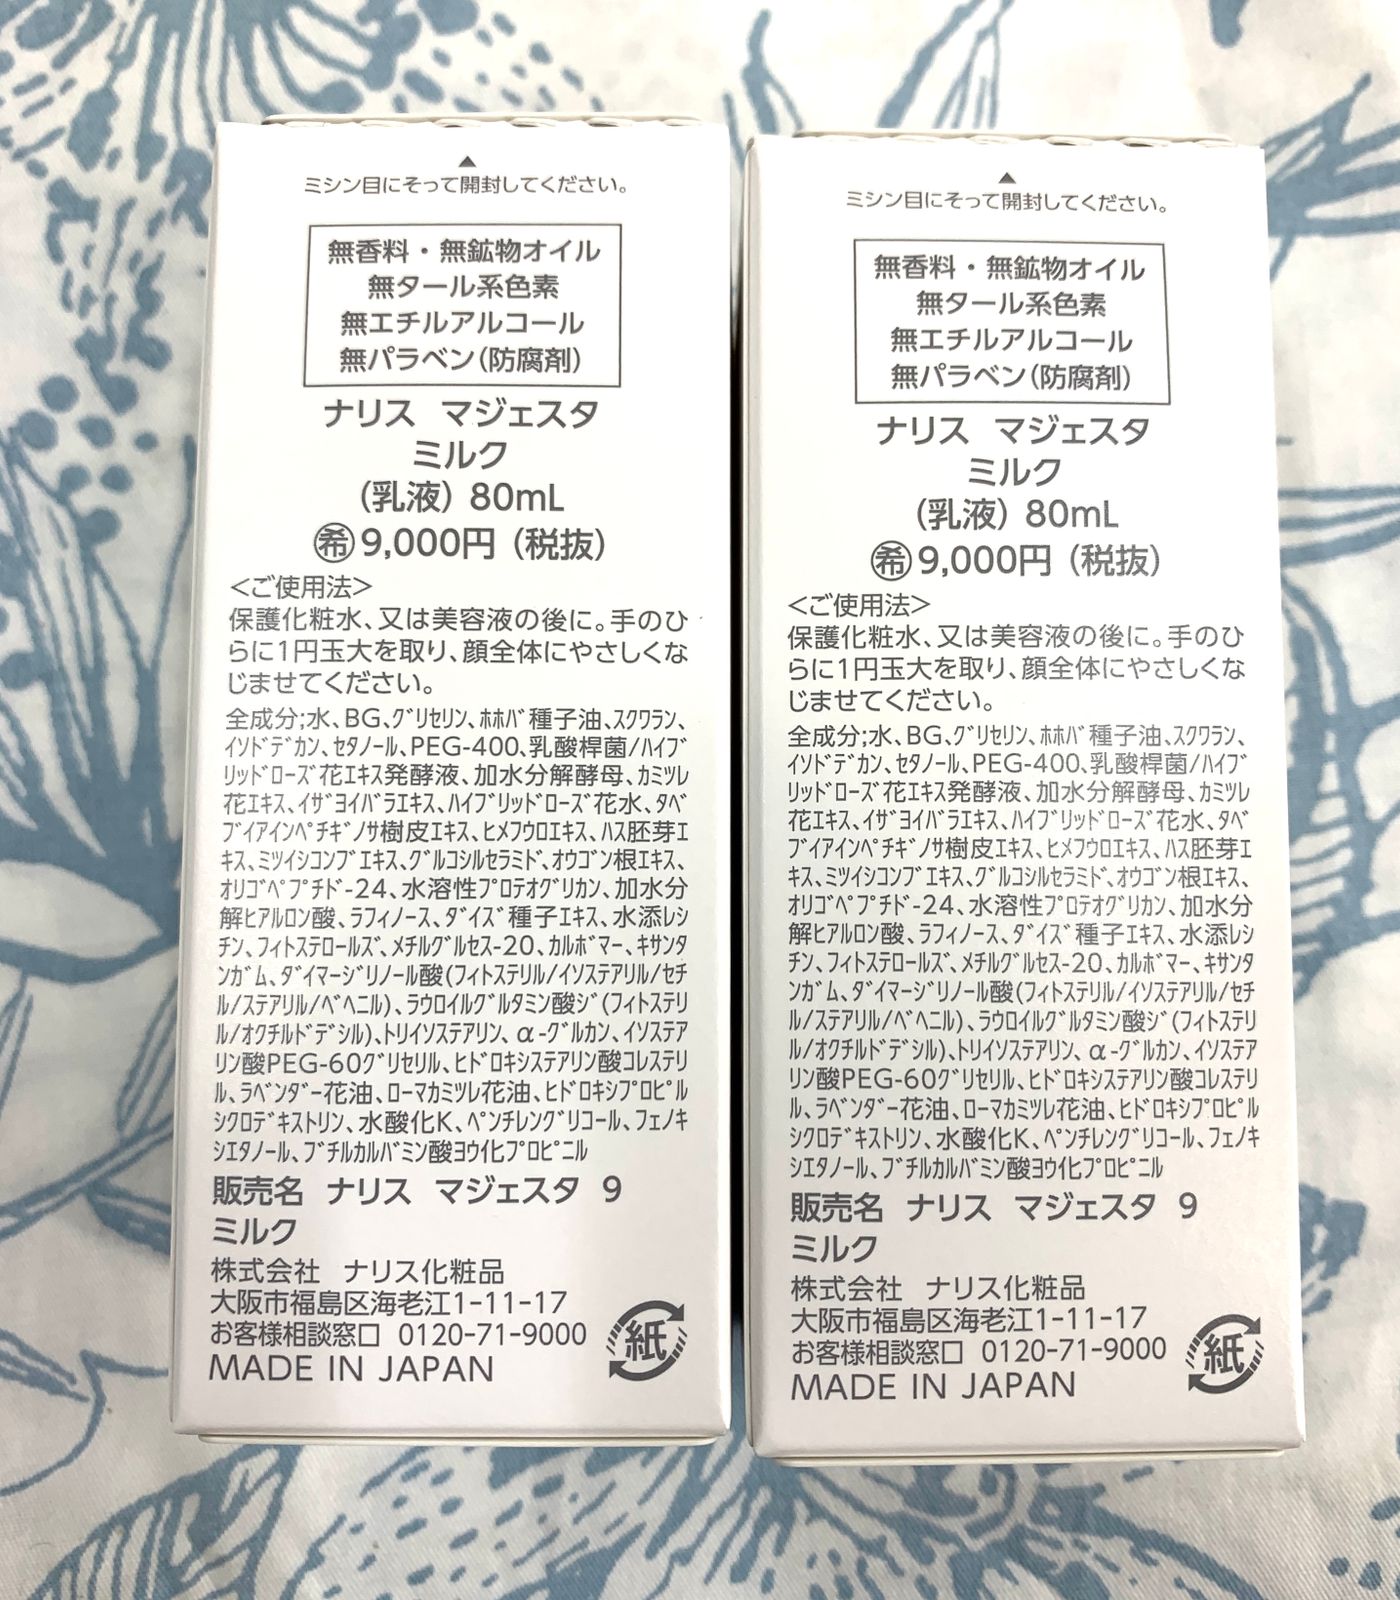 ミシン目にそって開封してください。
無香料・無鉱物オイル
無タール系色素
無エチルアルコール
無パラベン(防腐剤)
ナリス マジェスタ
ミルク
(乳液) 80mL
㊕9,000円 (税抜)
<ご使用法>
保護化粧水、又は美容液の後に。手のひ
らに1円玉大を取り、顔全体にやさしくな
じませてください。
全成分;水、BG、グリセリン、ホホバ種子油、スクワラン、
イソドデカン、セタノール、PEG-400、乳酸桿菌/ハイブ
リッドローズ花エキス発酵液、加水分解酵母、カミツレ
花エキス、イザヨイバラエキス、ハイブリッドローズ花水、タベ
ブイアインペチギノサ樹皮エキス、ヒメフウロエキス、ハス胚芽エ
キス、ミツイシコンブエキス、グルコシルセラミド、オウゴン根エキス、
オリゴペプチド-24、水溶性プロテオグリカン、加水分
解ヒアルロン酸、ラフィノース、ダイズ種子エキス、水添レシ
チン、フィトステロールズ、メチルグルセス-20、カルボマー、キサンタ
ンガム、ダイマージリノール酸(フィトステリル/イソステアリル/セチ
ル/ステアリル/ベヘニル)、ラウロイルグルタミン酸ジ(フィトステリ
ル/オクチルドデシル)、トリイソステアリン、α-グルカン、イソステア
リン酸PEG-60グリセリル、ヒドロキシステアリン酸コレステリ
ル、ラベンダー花油、ローマカミツレ花油、ヒドロキシプロピル
シクロデキストリン、水酸化K、ペンチレングリコール、フェノキ
シエタノール、ブチルカルバミン酸ヨウ化プロピニル
販売名 ナリス マジェスタ 9
ミルク
株式会社 ナリス化粧品
大阪市福島区海老江1-11-17
お客様相談窓口 0120-71-9000
MADE IN JAPAN
紙
ミシン目にそって開封してください。
無香料・無鉱物オイル
無タール系色素
無エチルアルコール
無パラベン(防腐剤)
ナリス マジェスタ
ミルク
(乳液) 80mL
㊕9,000円 (税抜)
<ご使用法>
保護化粧水、又は美容液の後に。手のひ
らに1円玉大を取り、顔全体にやさしくな
じませてください。
全成分;水、BG、グリセリン、ホホバ種子油、スクワラン、
イソドデカン、セタノール、PEG-400、乳酸桿菌/ハイブ
リッドローズ花エキス発酵液、加水分解酵母、カミツレ
花エキス、イザヨイバラエキス、ハイブリッドローズ花水、タベ
ブイアインペチギノサ樹皮エキス、ヒメフウロエキス、ハス胚芽エ
キス、ミツイシコンブエキス、グルコシルセラミド、オウゴン根エキス、
オリゴペプチド-24、水溶性プロテオグリカン、加水分
解ヒアルロン酸、ラフィノース、ダイズ種子エキス、水添レシ
チン、フィトステロールズ、メチルグルセス-20、カルボマー、キサンタ
ンガム、ダイマージリノール酸(フィトステリル/イソステアリル/セチ
ル/ステアリル/ベヘニル)、ラウロイルグルタミン酸ジ(フィトステリ
ル/オクチルドデシル)、トリイソステアリン、α-グルカン、イソステア
リン酸PEG-60グリセリル、ヒドロキシステアリン酸コレステリ
ル、ラベンダー花油、ローマカミツレ花油、ヒドロキシプロピル
シクロデキストリン、水酸化K、ペンチレングリコール、フェノキ
シエタノール、ブチルカルバミン酸ヨウ化プロピニル
販売名 ナリス マジェスタ 9
ミルク
株式会社 ナリス化粧品
大阪市福島区海老江1-11-17
お客様相談窓口 0120-71-9000
MADE IN JAPAN
紙